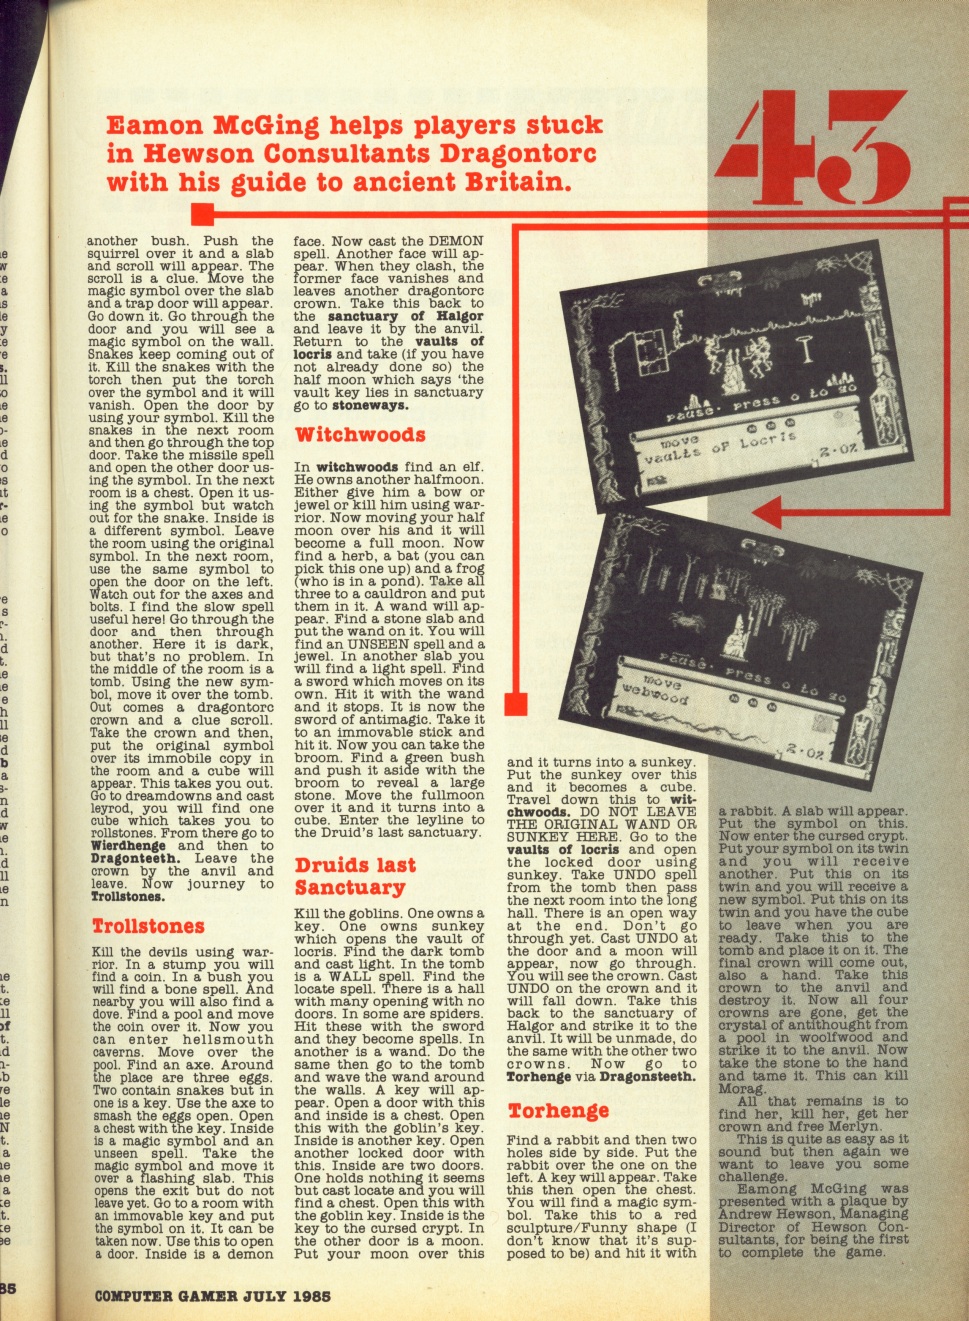 Eamon McGing helps players stuck
in Hewson Consultants Dragontorc
with his guide to ancient Britain.
43
another bush. Push the
squirrel over it and a slab
and scroll will appear. The
scroll is a clue. Move the
magic symbol over the slab
and a trap door will appear.
Go down it. Go through the
door and you will see a
magic symbol on the wall.
Snakes keep coming out of
it. Kill the snakes with the
torch then put the torch
over the symbol and it will
vanish. Open the door by
using your symbol. Kill the
snakes in the next room
and then go through the top
door. Take the missile spell
and open the other door us-
ing the symbol. In the next
room is a chest. Open it us-
ing the symbol but watch
out for the snake. Inside is
a different symbol. Leave
the room using the original
symbol. In the next room,
use the same symbol to
open the door on the left.
Watch out for the axes and
bolts. I find the slow spell
useful here! Go through the
door and then through
another. Here it is dark,
but that's no problem. In
the middle of the room is a
tomb. Using the new sym-
bol, move it over the tomb.
Out comes a dragontorc
crown and a clue scroll.
Take the crown and then,
put the original symbol
over its immobile copy in
the room and a cube will
appear. This takes you out.
Go to dreamdowns and cast
leyrod, you will find one
cube which takes you to
rollstones. From there go to
Wierdhenge and then to
Dragonteeth. Leave the
crown by the anvil and
leave. Now journey to
Trollstones.
Trollstones
Kill the devils using war-
rior. In a stump you will
find a coin. In a bush you
will find a bone spell. And
nearby you will also find a
dove. Find a pool and move
the coin over it. Now you
can enter hellsmouth
caverns. Move over the
pool. Find an axe. Around
the place are three eggs.
Two contain snakes but in
one is a key. Use the axe to
smash the eggs open. Open
a chest with the key. Inside
is a magic symbol and an
unseen spell. Take the
magic symbol and move it
over a flashing slab. This
opens the exit but do not
leave yet. Go to a room with
an immovable key and put
the symbol on it. It can be
taken now. Use this to open
a door. Inside is a demon
face. Now cast the DEMON
spell. Another face will ap-
pear. When they clash, the
former face vanishes and
leaves another dragontorc
crown. Take this back to
the sanctuary of Halgor
and leave it by the anvil.
Return to the vaults of
locris and take (if you have
not already done so) the
half moon which says 'the
vault key lies in sanctuary
go to stoneways.
Witchwoods
In witchwoods find an elf.
He owns another halfmoon.
Either give him a bow or
jewel or kill him using war-
rior. Now moving your half
moon over his and it will
become a full moon. Now
find a herb, a bat (you can
pick this one up) and a frog
(who is in a pond). Take all
three to a cauldron and put
them in it. A wand will ap-
pear. Find a stone slab and
put the wand on it. You will
find an UNSEEN spell and a
jewel. In another slab you
will find a light spell. Find
a sword which moves on its
own. Hit it with the wand
and it stops. It is now the
sword of antimagic. Take it
to an immovable stick and
hit it. Now you can take the
broom. Find a green bush
and push it aside with the
broom to reveal a large
stone. Move the fullmoon
over it and it turns into a
cube. Enter the leyline to
the Druid's last sanctuary.
Druids last
Sanctuary
Kill the goblins. One owns a
key. One owns sunkey
which opens the vault of
locris. Find the dark tomb
and cast light. In the tomb
is a WALL spell. Find the
locate spell. There is a hall
with many opening with no
doors. In some are spiders.
Hit these with the sword
and they become spells. In
another is a wand. Do the
same then go to the tomb
and wave the wand around
the walls. A key will ap-
pear. Open a door with this
and inside is a chest. Open
this with the goblin's key.
Inside is another key. Open
another locked door with
this. Inside are two doors.
One holds nothing it seems
but cast locate and you will
find a chest. Open this with
the goblin key. Inside is the
key to the cursed crypt. In
the other door is a moon.
Put your moon over this
pause. press 0 to go
move
vaults of Locris
2.0%
pause. press 0 to go
move
webwood
2.0%
and it turns into a sunkey.
Put the sunkey over this
and it becomes a cube.
Travel down this to wit-
chwoods. DO NOT LEAVE
THE ORIGINAL WAND OR
SUNKEY HERE. Go to the
vaults of locris and open
the locked door using
sunkey. Take UNDO spell
from the tomb then pass
the next room into the long
hall. There is an open way
at the end. Don't go
through yet. Cast UNDO at
the door and a moon will
appear, now go through.
You will see the crown. Cast
UNDO on the crown and it
will fall down. Take this
back to the sanctuary of
Halgor and strike it to the
anvil. It will be unmade, do
the same with the other two
crowns. Now go to
Torhenge via Dragonsteeth.
Torhenge
Find a rabbit and then two
holes side by side. Put the
rabbit over the one on the
left. A key will appear. Take
this then open the chest.
You will find a magic sym-
bol. Take this to a red
sculpture/Funny shape (I
don't know that it's sup-
posed to be) and hit it with
a rabbit. A slab will appear.
Put the symbol on this.
Now enter the cursed crypt.
Put your symbol on its twin
and you will receive
another. Put this on its
twin and you will receive a
new symbol. Put this on its
twin and you have the cube
to leave when you are
ready. Take this to the
tomb and place it on it. The
final crown will come out,
also a hand. Take this
crown to the anvil and
destroy it. Now all four
crowns are gone, get the
crystal of antithought from
a pool in woolfwood and
strike it to the anvil. Now
take the stone to the hand
and tame it. This can kill
Morag.
All that remains is to
find her, kill her, get her
crown and free Merlyn.
This is quite as easy as it
sound but then again we
want to leave you some
challenge.
Eamong McGing was
presented with a plaque by
Andrew Hewson, Managing
Director of Hewson Con-
sultants, for being the first
to complete the game.
85
COMPUTER GAMER JULY 1985